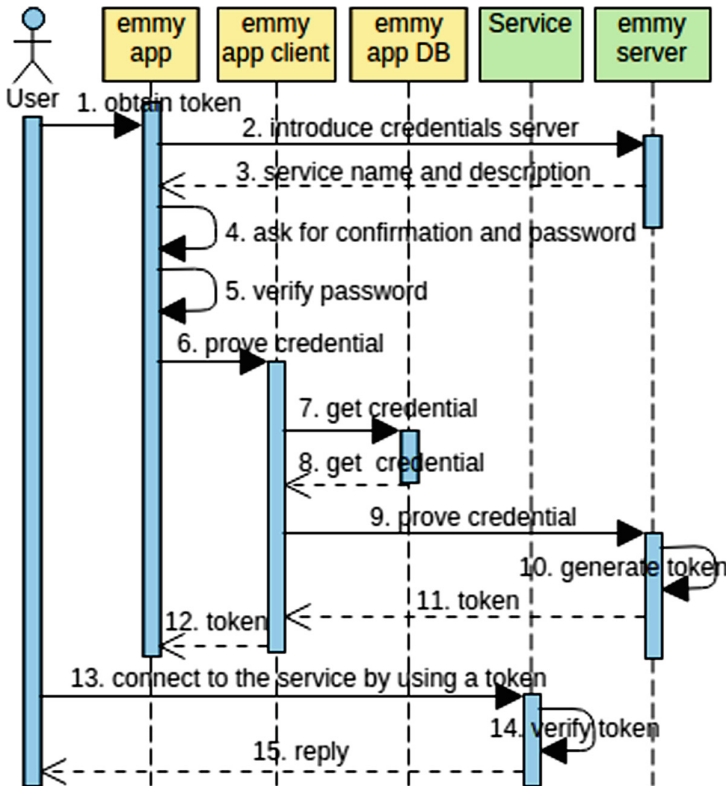 emmy
app
emmy
app client
emmy
app DB
Service
emmy
server
User
1. obtain token
2. introduce credentials server
3. service name and description
4. ask for confirmation and password
5. verify password
6. prove credential
7. get credential
8. get credential
9. prove credential
10. generate token
11. token
12. token
13. connect to the service by using a token
14. verify token
15. reply